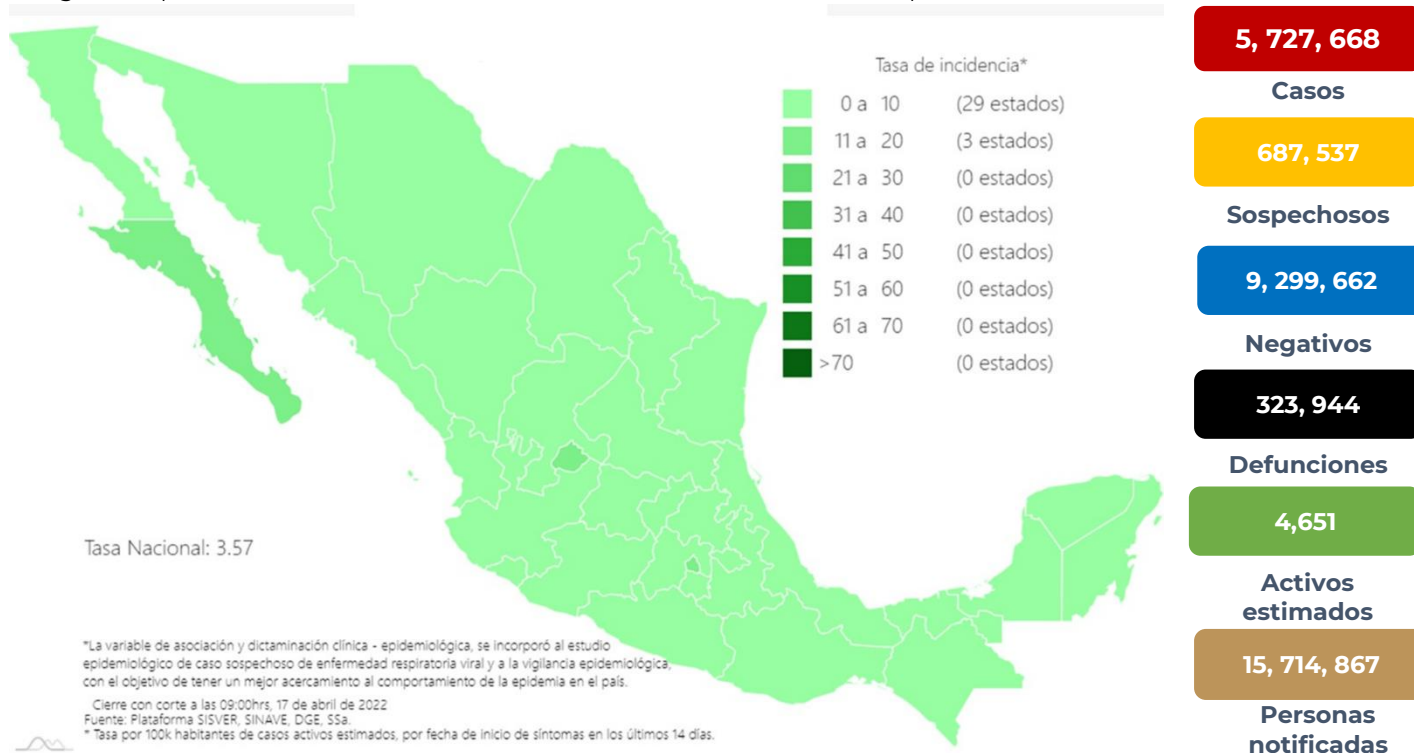 Tasa de incidencia*
0 a 10 (29 estados)
11 a 20 (3 estados)
21 a 30 (0 estados)
31 a 40 (0 estados)
41 a 50 (0 estados)
51 a 60 (0 estados)
61 a 70 (0 estados)
>70 (0 estados)
Tasa Nacional: 3.57
*La variable de asociación y dictaminación clínica - epidemiológica, se incorporó al estudio
epidemiológico de caso sospechoso de enfermedad respiratoria viral y a la vigilancia epidemiológica,
con el objetivo de tener un mejor acercamiento al comportamiento de la epidemia en el país.
Cierre con corte a las 09:00hrs, 17 de abril de 2022
Fuente: Plataforma SISVER, SINAVE, DGE, SSa.
* Tasa por 100k habitantes de casos activos estimados, por fecha de inicio de síntomas en los últimos 14 días.
5, 727, 668
Casos
687, 537
Sospechosos
9, 299, 662
Negativos
323, 944
Defunciones
4,651
Activos
estimados
15, 714, 867
Personas
notificadas